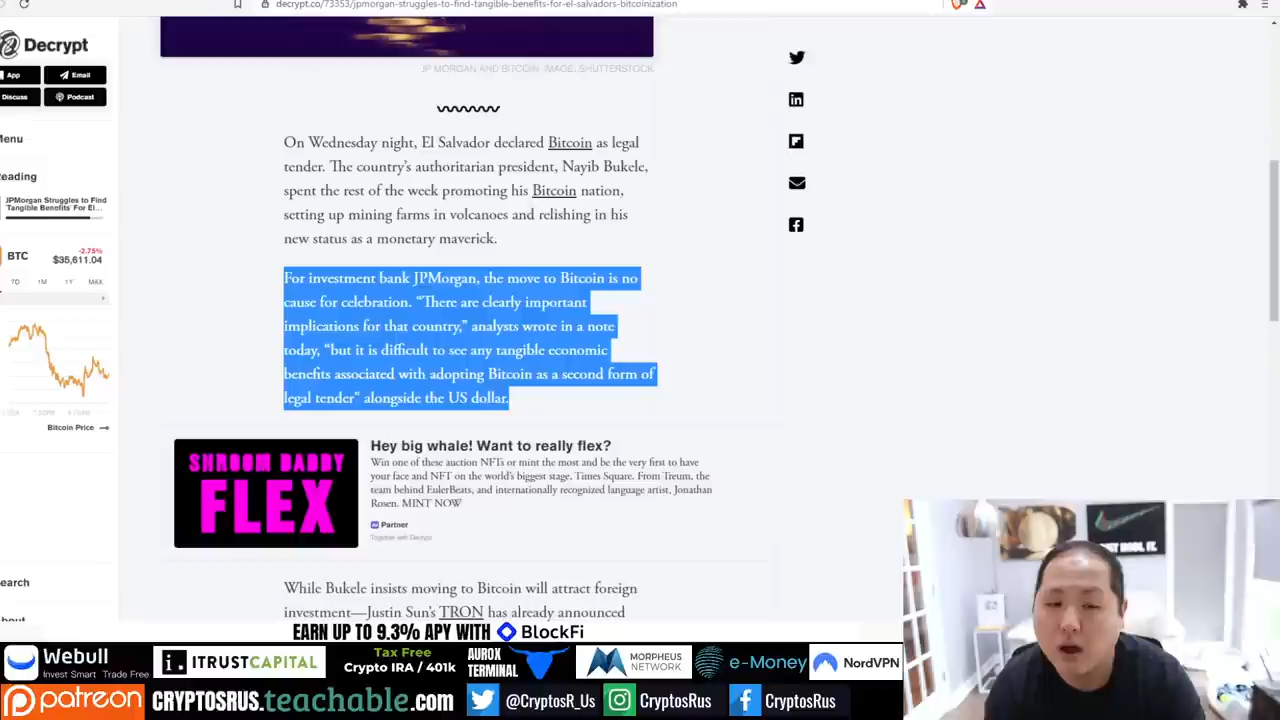 decrypt.co/73353/jpmorgan-struggles-to-find-tangible-benefits-for-el-salvadors-bitcoinization
Decrypt
App
Email
Discuss
Podcast
Menu
Reading
JPMorgan Struggles to Find
Tangible Benefits' For El...
BTC
-2.75%
$35,611.04
7D 1M 1Y MAX
Bitcoin Price
earch
JP MORGAN AND BITCOIN. IMAGE: SHUTTERSTOCK
On Wednesday night, El Salvador declared Bitcoin as legal
tender. The country's authoritarian president, Nayib Bukele,
spent the rest of the week promoting his Bitcoin nation,
setting up mining farms in volcanoes and relishing in his
new status as a monetary maverick.
For investment bank JPMorgan, the move to Bitcoin is no
cause for celebration. “There are clearly important
implications for that country,” analysts wrote in a note
today, “but it is difficult to see any tangible economic
benefits associated with adopting Bitcoin as a second form of
legal tender” alongside the US dollar.
SHROOM DADDY
FLEX
Hey big whale! Want to really flex?
Win one of these auction NFTs or mint the most and be the very first to have
your face and NFT on the world's biggest stage, Times Square. From Treum, the
team behind EulerBeats, and internationally recognized language artist, Jonathan
Rosen. MINT NOW
Partner
Together with Decrypt
While Bukele insists moving to Bitcoin will attract foreign
investment—Justin Sun's TRON has already announced
EARN UP TO 9.3% APY WITH BlockFi
Webull
Invest Smart Trade Free
iTRUSTCAPITAL
Tax Free
Crypto IRA / 401k
AUROX
TERMINAL
MORPHEUS
NETWORK
e-Money
NordVPN
patreon
CRYPTOSRUS.teachable.com
@CryptosR_Us
CryptosRus
CryptosRus